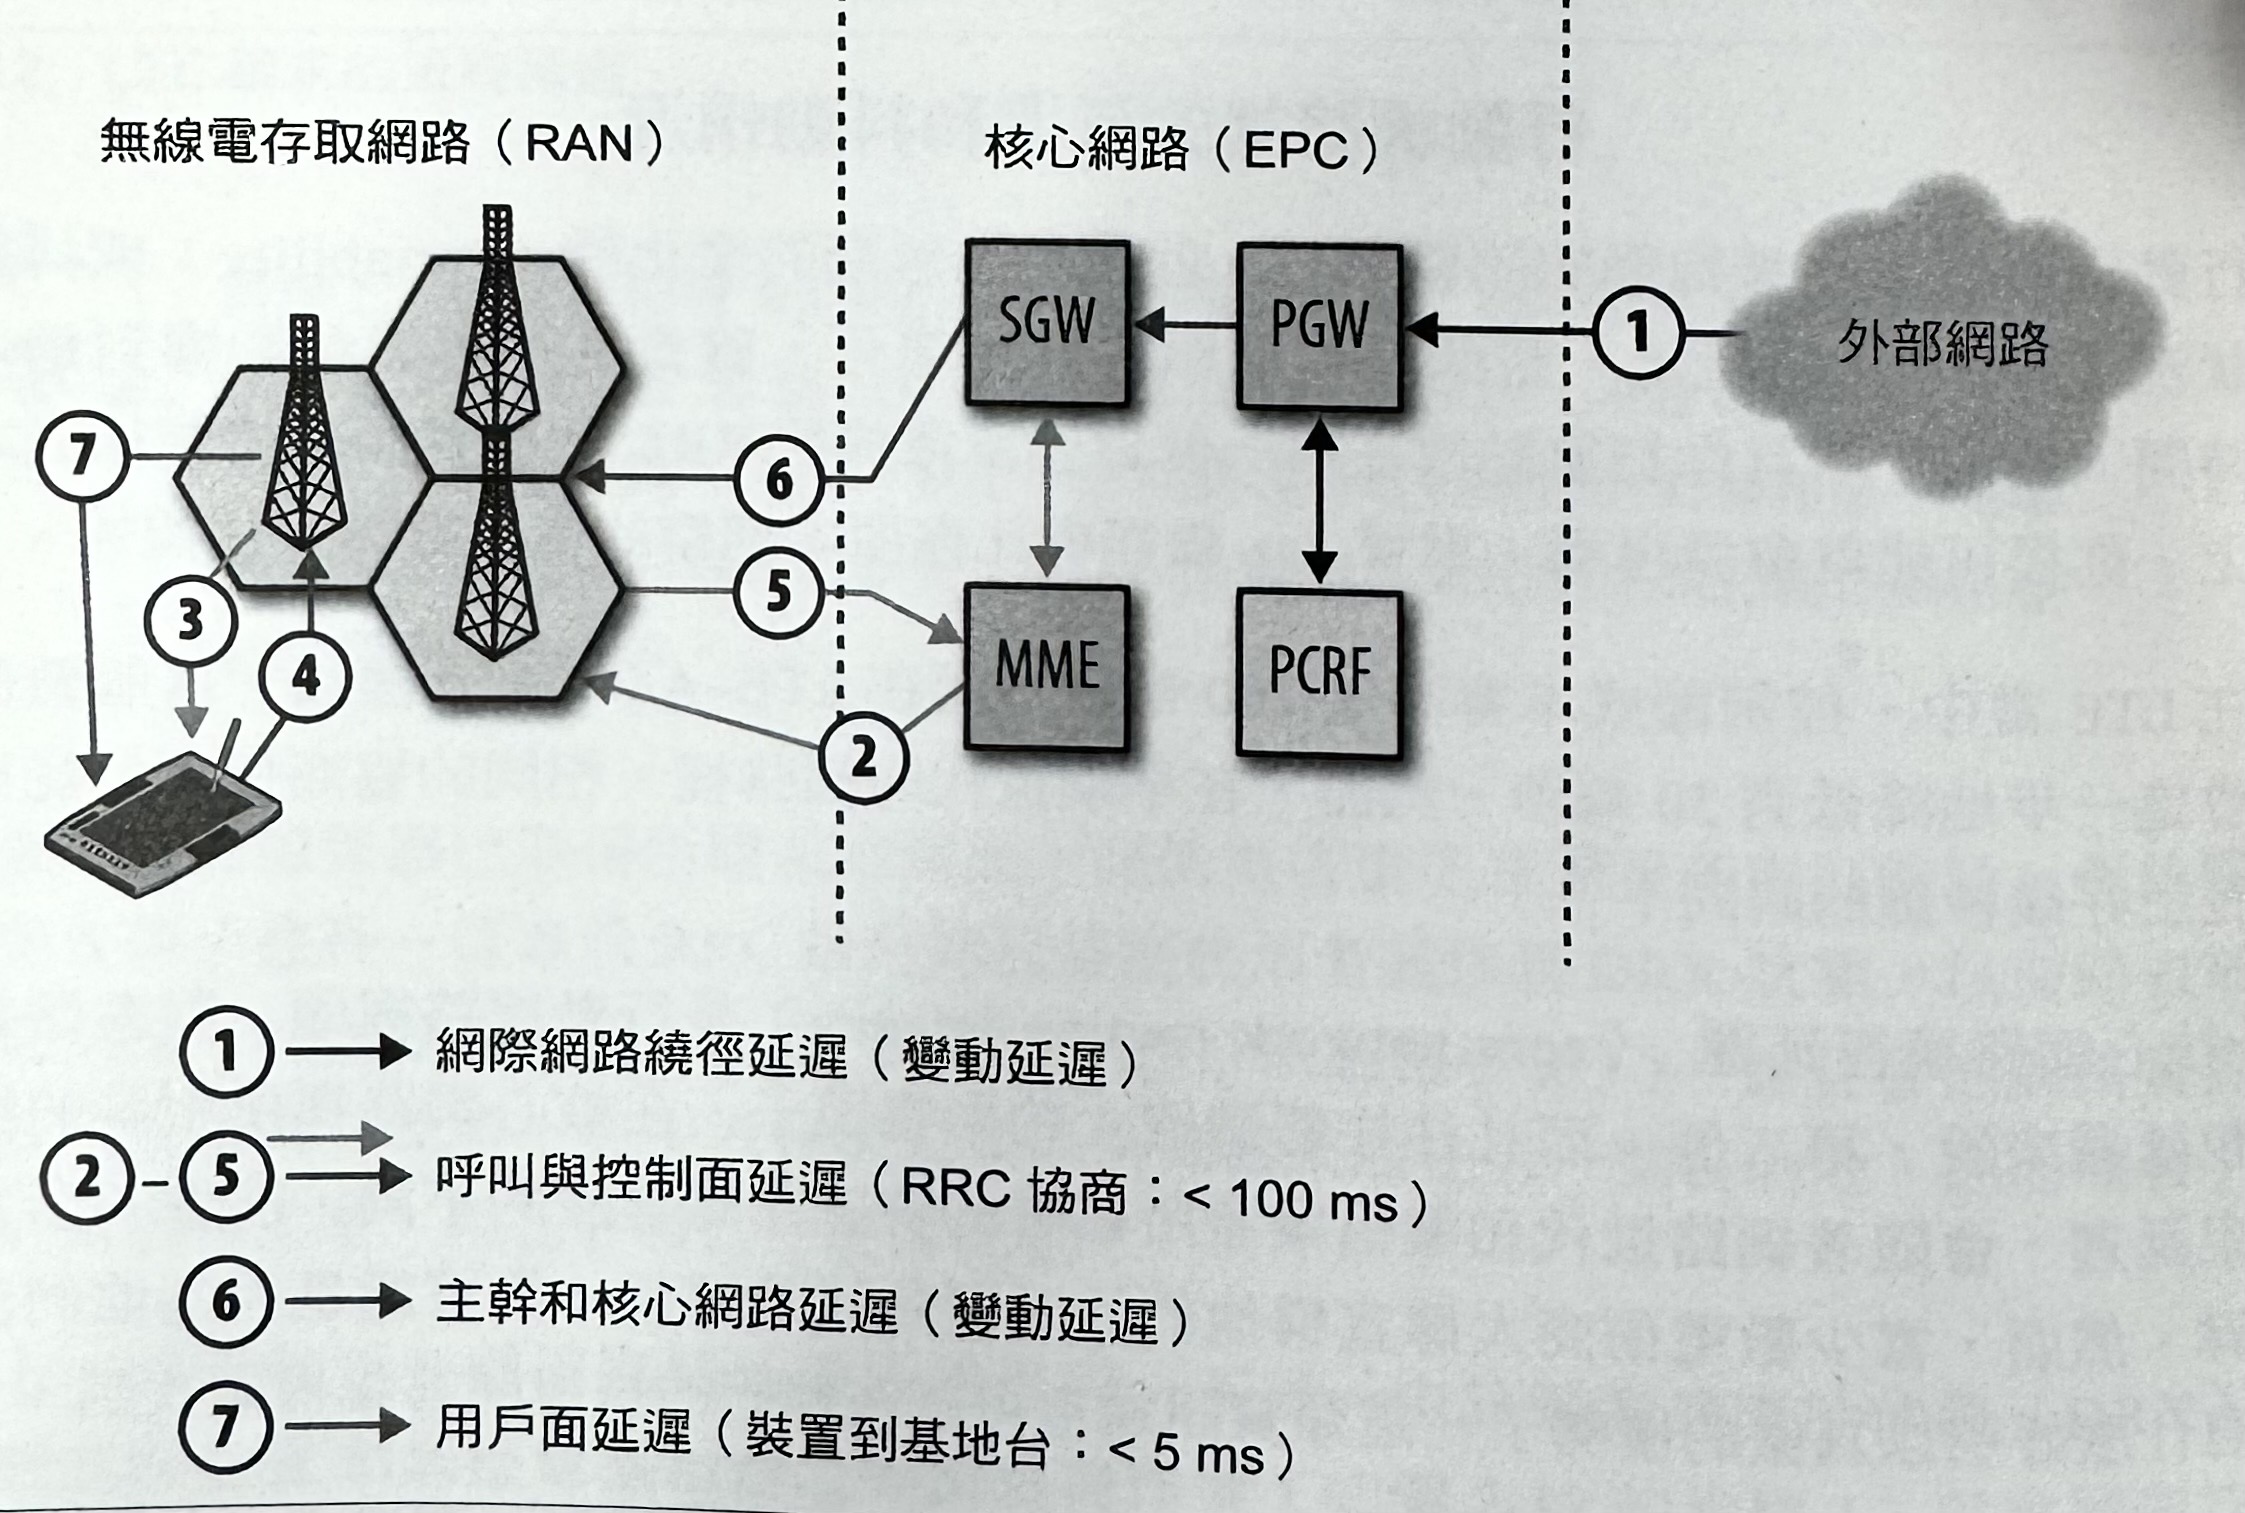 無線電存取網路（RAN）
核心網路（EPC）
SGW
PGW
1
外部網路
7
6
5
3
4
MME
PCRF
2
1 網際網路繞徑延遲（變動延遲）
2 – 5 呼叫與控制面延遲（RRC 協商：< 100 ms）
6 主幹和核心網路延遲（變動延遲）
7 用戶面延遲（裝置到基地台：< 5 ms）